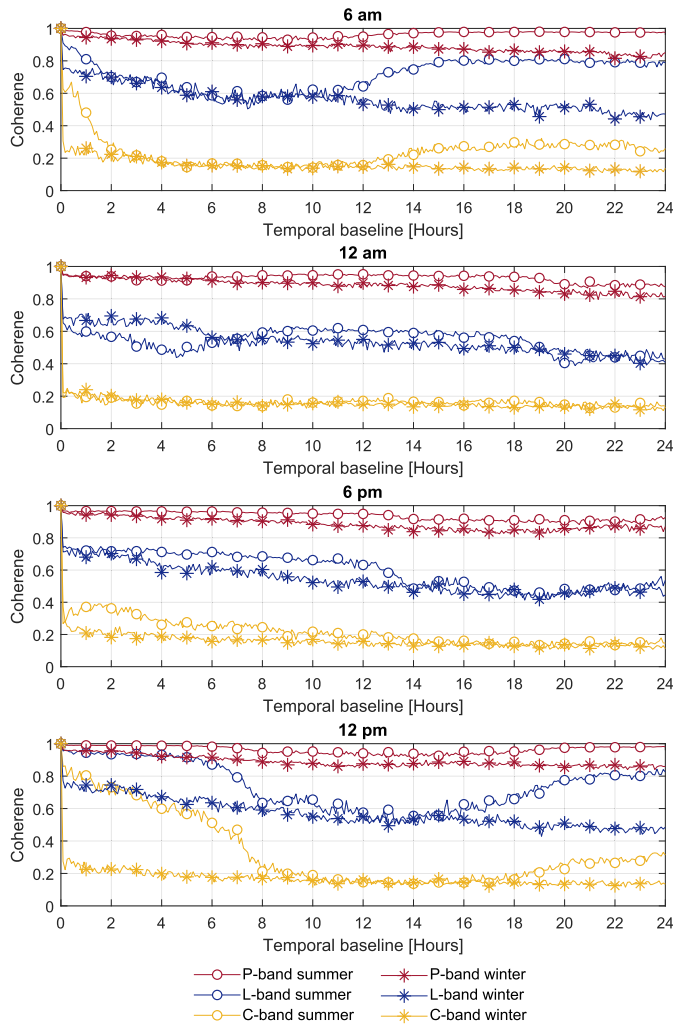 6 am
1
0.8
0.6
0.4
0.2
0
Coherene
0 2 4 6 8 10 12 14 16 18 20 22 24
Temporal baseline [Hours]
12 am
1
0.8
0.6
0.4
0.2
0
Coherene
0 2 4 6 8 10 12 14 16 18 20 22 24
Temporal baseline [Hours]
6 pm
1
0.8
0.6
0.4
0.2
0
Coherene
0 2 4 6 8 10 12 14 16 18 20 22 24
Temporal baseline [Hours]
12 pm
1
0.8
0.6
0.4
0.2
0
Coherene
0 2 4 6 8 10 12 14 16 18 20 22 24
Temporal baseline [Hours]
P-band summer P-band winter
L-band summer L-band winter
C-band summer C-band winter